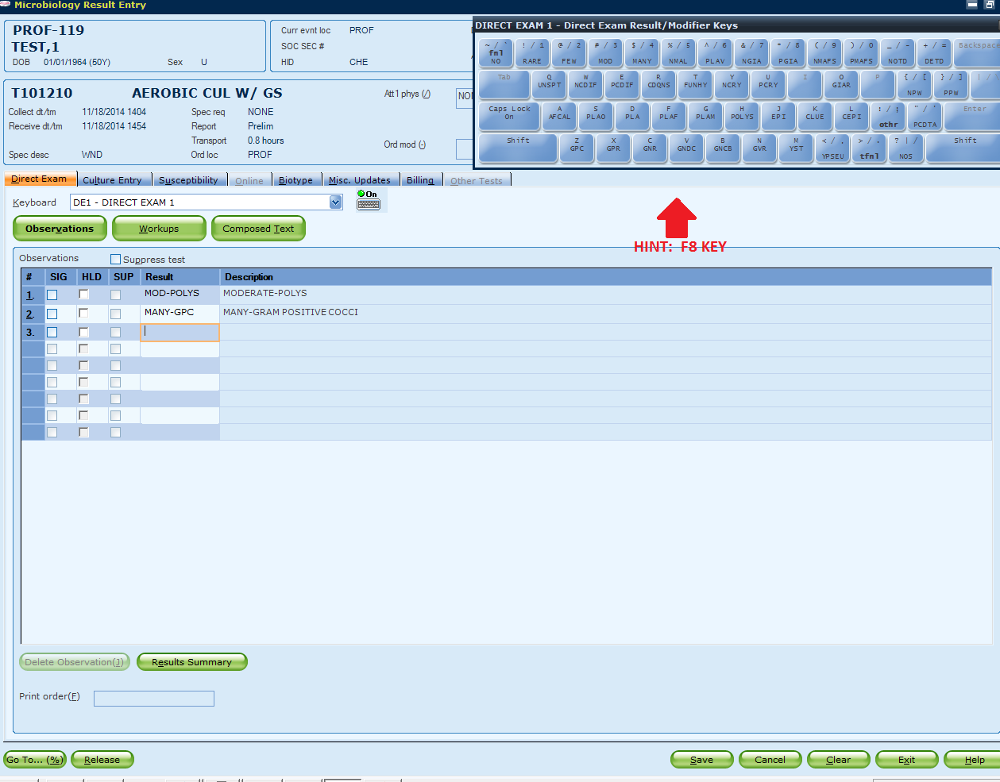 Microbiology Result Entry
PROF-119
TEST,1
DOB 01/01/1964 (50Y) Sex U
Curr evnt loc PROF
SOC SEC #
HID CHE
DIRECT EXAM 1 - Direct Exam Result/Modifier Keys
~ / ` ! / 1 @ / 2 # / 3 $ / 4 % / 5 ^ / 6 & / 7 * / 8 ( / 9 ) / 0 _ / - + / = Backspace
fnl
NO RARE FEW MOD MANY NMAL PLAV NGIA PGIA NMAFS PMAFS NOTD DETD
Tab Q W E R T Y U I O P { / [ } / ] | / \
UNSPT NCDIF PCDIF CDQNS FUNHY NCRY PCRY GIAR NPW PPW
Caps Lock A S D F G H J K L : / ; " / ' Enter
On AFCAL PLAO PLA PLAF PLAM POLYS EPI CLUE CEPI othr PCDTA
Shift Z X C V B N M < / , > / . ? | / Shift
GPC GPR GNR GNDC GNCB GVR YST YPSEU tfnl NOS
T101210 AEROBIC CUL W/ GS
Att1 phys (/) NON
Collect dt/tm 11/18/2014 1404 Spec req NONE
Receive dt/tm 11/18/2014 1454 Report Prelim
Transport 0.8 hours
Ord mod (-)
Spec desc WND Ord loc PROF
Direct Exam Culture Entry Susceptibility Online Biotype Misc. Updates Billing Other Tests
Keyboard DE1 - DIRECT EXAM 1 On
Observations Workups Composed Text
HINT: F8 KEY
Observations Suppress test
# SIG HLD SUP Result Description
1. MOD-POLYS MODERATE-POLYS
2. MANY-GPC MANY-GRAM POSITIVE COCCI
3.
Delete Observation(J) Results Summary
Print order(F)
Go To... (%) Release Save Cancel Clear Exit Help